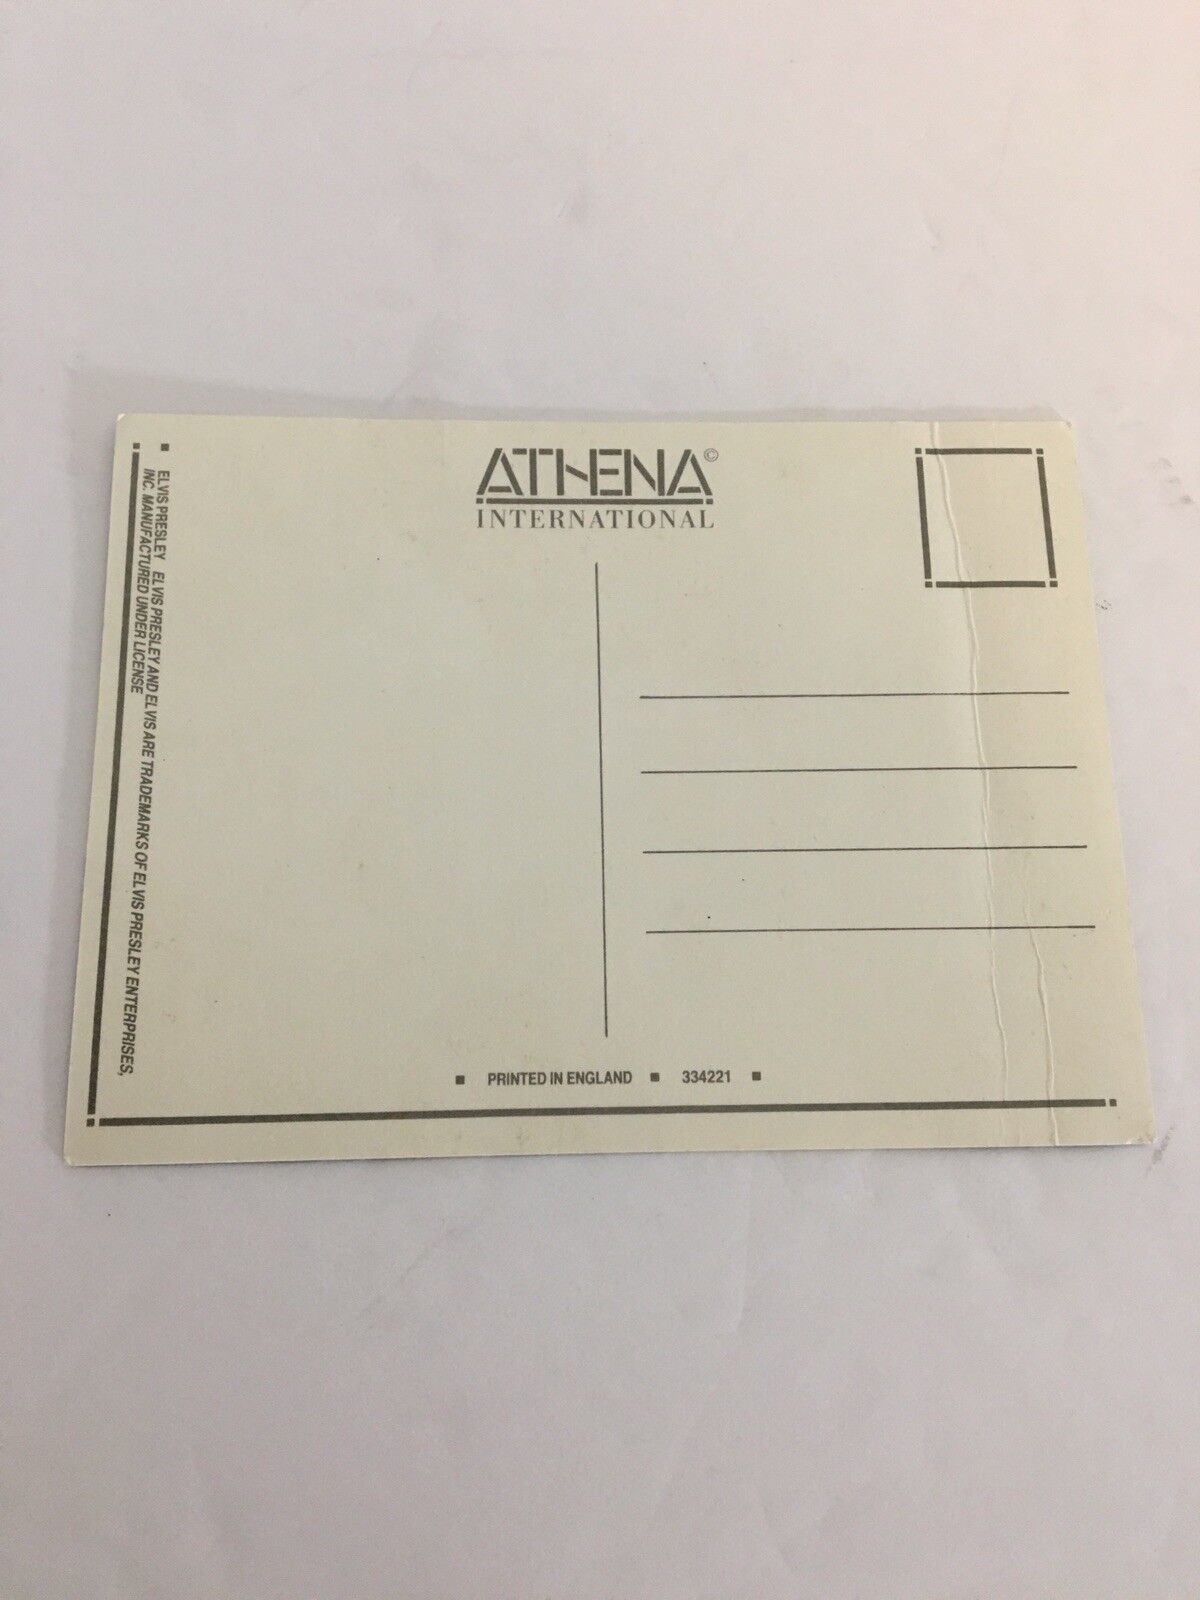 ATHENA©
INTERNATIONAL
ELVIS PRESLEY ELVIS PRESLEY AND ELVIS ARE TRADEMARKS OF ELVIS PRESLEY ENTERPRISES,
INC. MANUFACTURED UNDER LICENSE
PRINTED IN ENGLAND ▪ 334221 ▪